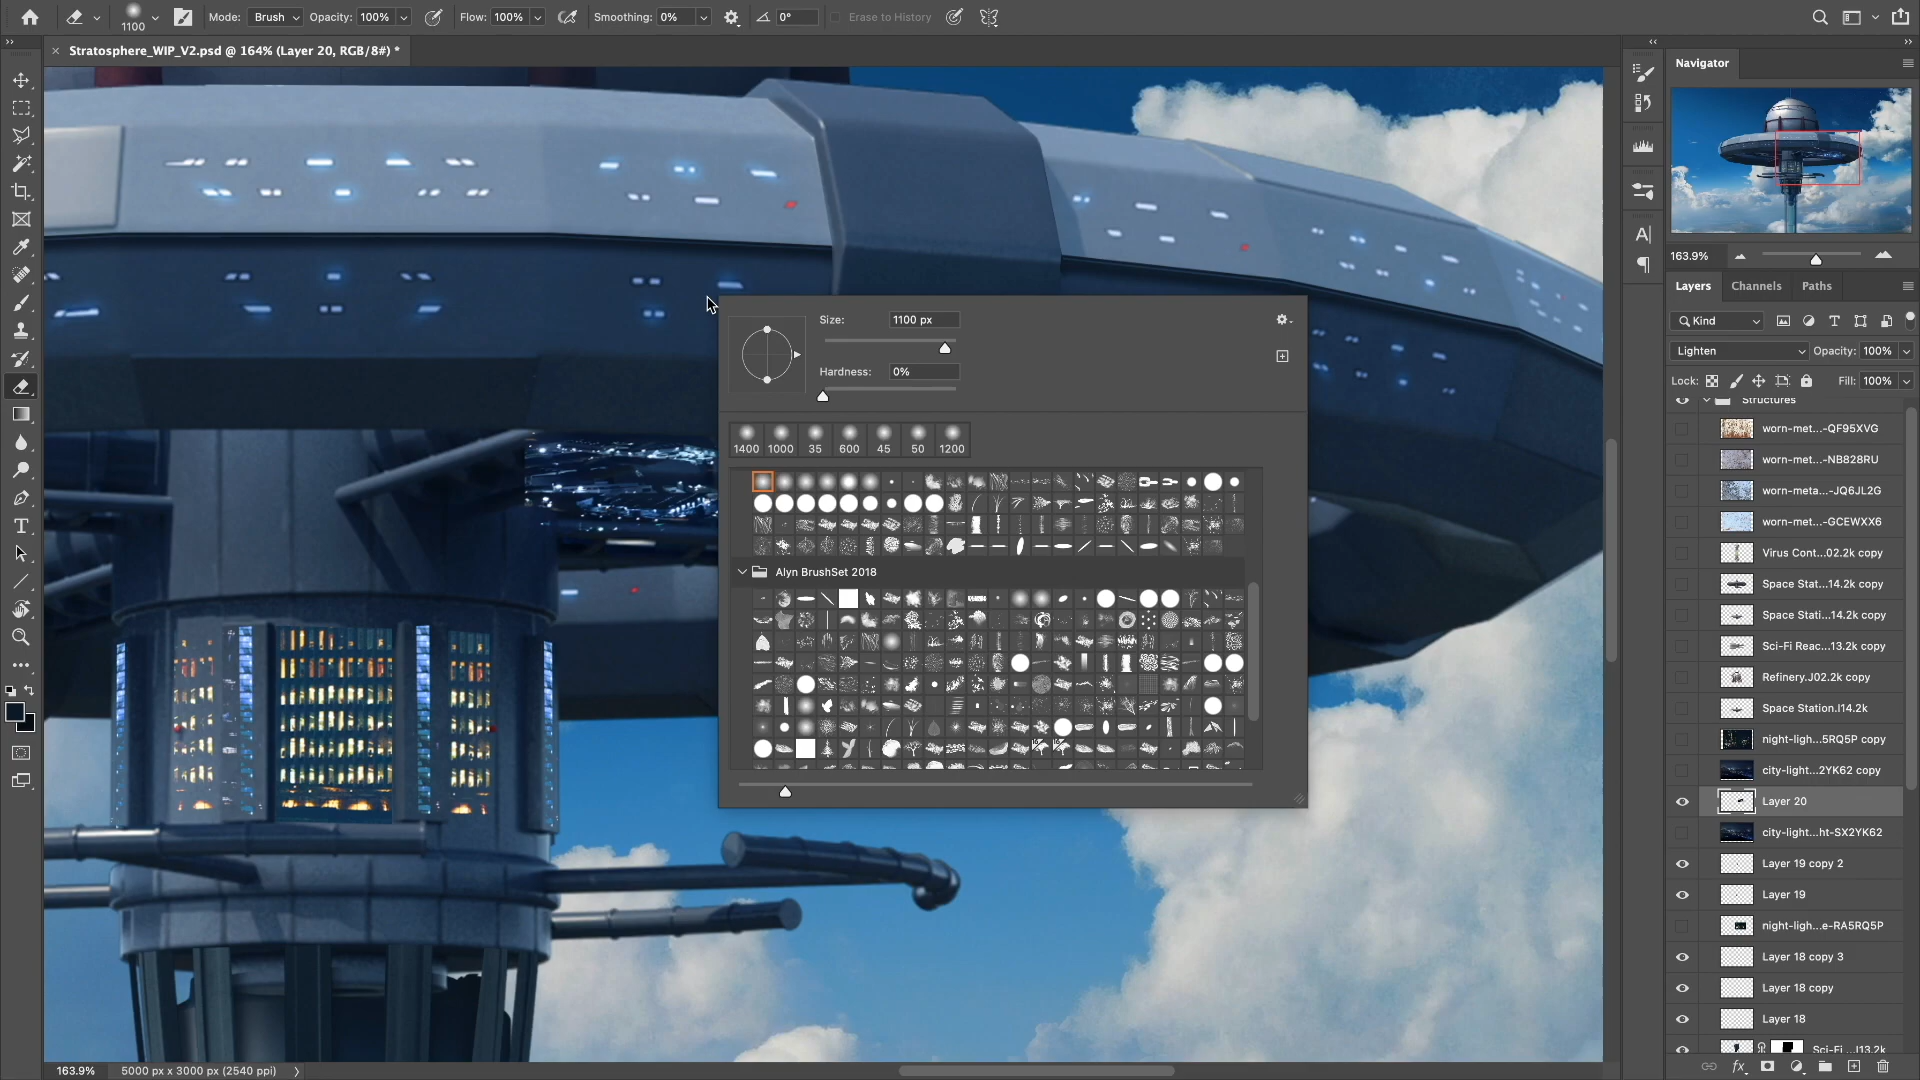 1100
Mode: Brush
Opacity: 100%
Flow: 100%
Smoothing: 0%
0°
Erase to History
Stratosphere_WIP_V2.psd @ 164% (Layer 20, RGB/8#) *
Navigator
163.9%
Layers
Channels
Paths
Kind
Lighten
Opacity: 100%
Lock:
Fill: 100%
Structures
worn-met...-QF95XVG
worn-met...-NB828RU
worn-meta...-JQ6JL2G
worn-met...-GCEWXX6
Virus Cont...02.2k copy
Space Stat...14.2k copy
Space Stati...14.2k copy
Sci-Fi Reac...13.2k copy
Refinery.J02.2k copy
Space Station.I14.2k
night-ligh...5RQ5P copy
city-light...2YK62 copy
Layer 20
city-light...ht-SX2YK62
Layer 19 copy 2
Layer 19
night-ligh...e-RA5RQ5P
Layer 18 copy 3
Layer 18 copy
Layer 18
Sci-Fi ...I13.2k
Size: 1100 px
Hardness: 0%
1400 1000 35 600 45 50 1200
Alyn BrushSet 2018
163.9%
5000 px x 3000 px (2540 ppi)